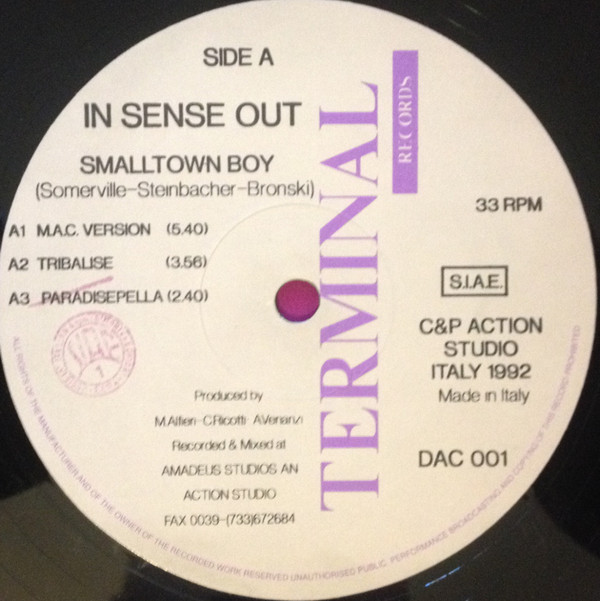 SIDE A
IN SENSE OUT
SMALLTOWN BOY
(Somerville-Steinbacher-Bronski)
A1 M.A.C. VERSION (5.40)
A2 TRIBALISE (3.56)
A3 PARADISEPELLA (2.40)
TERMINAL
RECORDS
33 RPM
S.I.A.E.
C&P ACTION
STUDIO
ITALY 1992
Made in Italy
DAC 001
Produced by
M.Alfieri-C.Ricotti-A.Venanzi
Recorded & Mixed at
AMADEUS STUDIOS AN
ACTION STUDIO
FAX 0039-(733)672684
ALL RIGHTS OF THE MANUFACTURER AND OF THE OWNER OF THE RECORDED WORK RESERVED UNAUTHORISED PUBLIC PERFORMANCE BROADCASTING AND COPYING OF THIS RECORD PROHIBITED